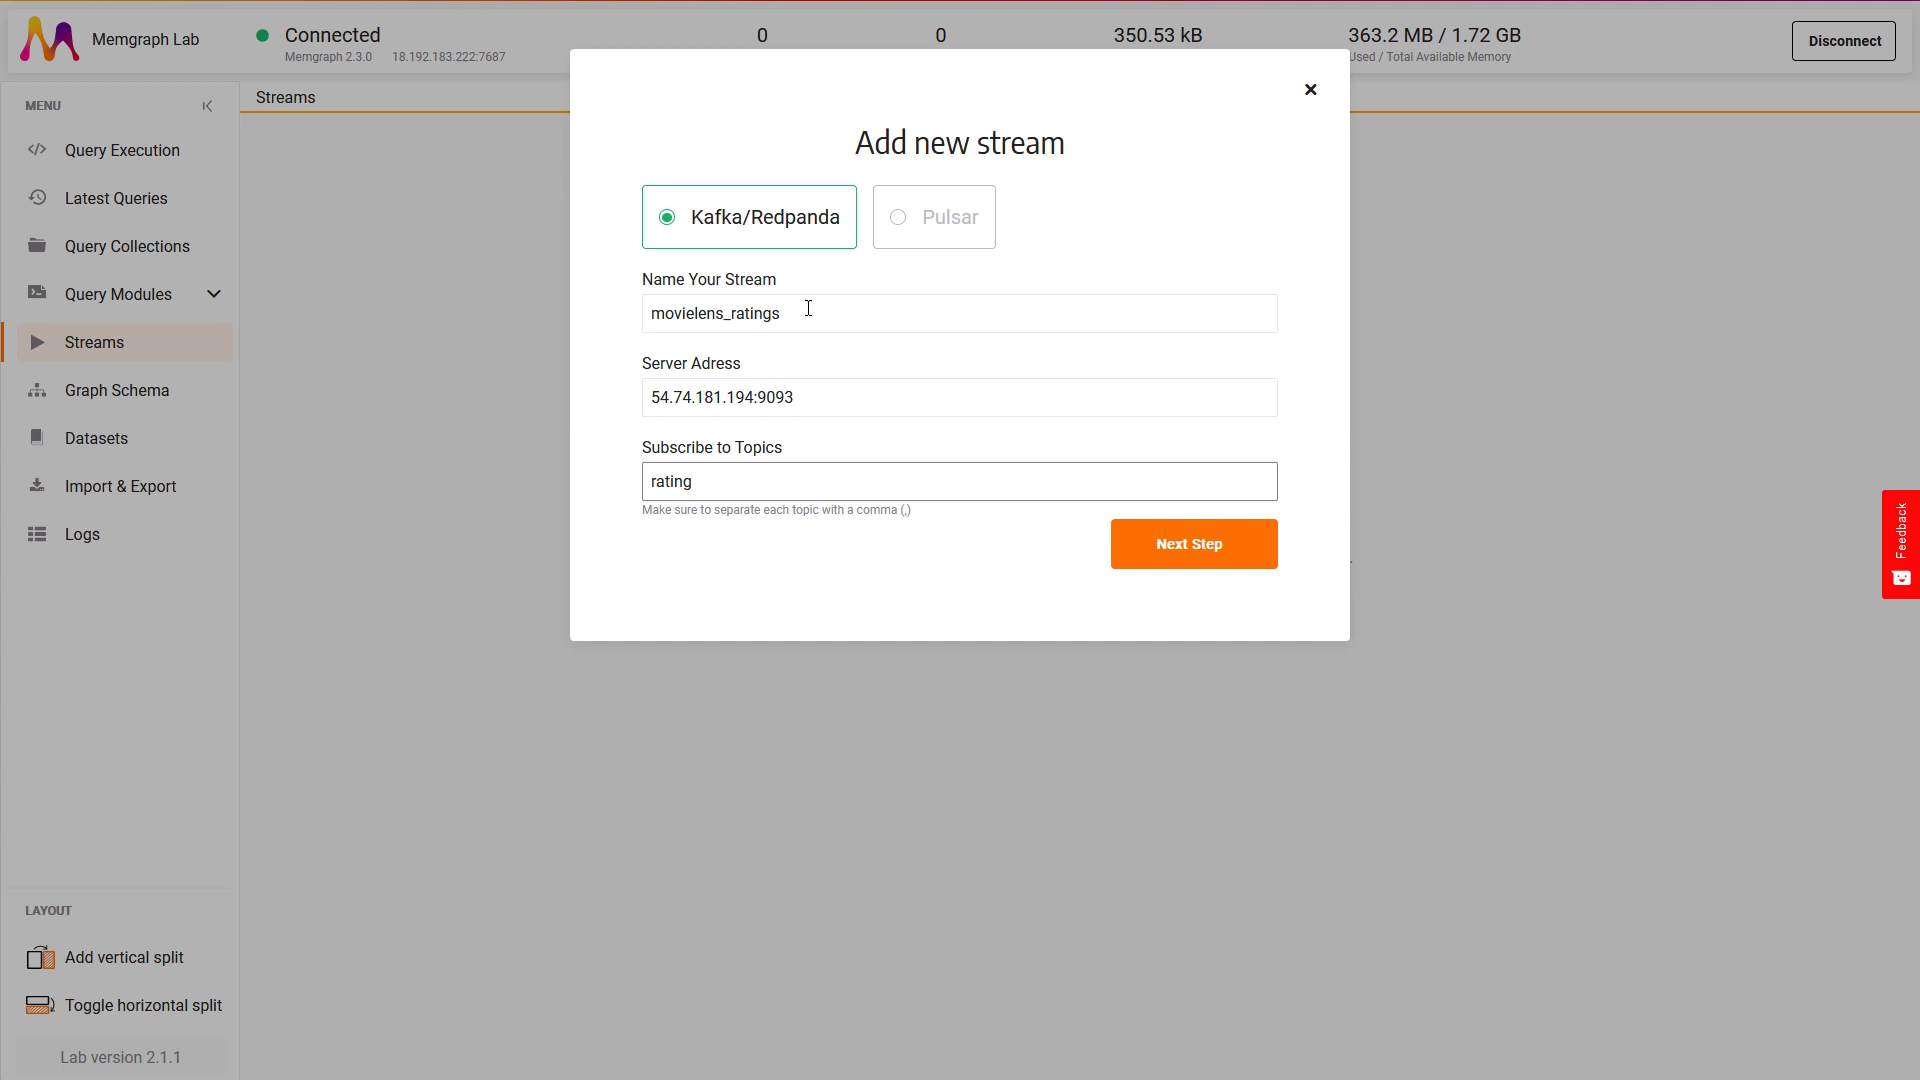 Memgraph Lab
Connected
Memgraph 2.3.0 18.192.183.222:7687
0
0
350.53 kB
363.2 MB / 1.72 GB
Used / Total Available Memory
Disconnect
MENU
Query Execution
Latest Queries
Query Collections
Query Modules
Streams
Graph Schema
Datasets
Import & Export
Logs
LAYOUT
Add vertical split
Toggle horizontal split
Lab version 2.1.1
Streams
Add new stream
Kafka/Redpanda
Pulsar
Name Your Stream
movielens_ratings
Server Adress
54.74.181.194:9093
Subscribe to Topics
rating
Make sure to separate each topic with a comma (,)
Next Step
Feedback